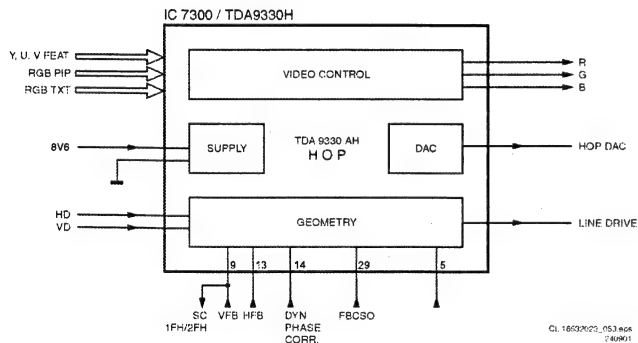 IC 7300 / TDA9330H
Y, U, V FEAT
RGB PIP
RGB TXT
VIDEO CONTROL
R
G
B
8V6
SUPPLY
TDA 9330 AH
H O P
DAC
HOP DAC
HD
VD
GEOMETRY
LINE DRIVE
9 13 14 29 5
SC VFB HFB DYN FBCSO
1FH/2FH PHASE
CORR.
CL 16532023_053.eps
240801